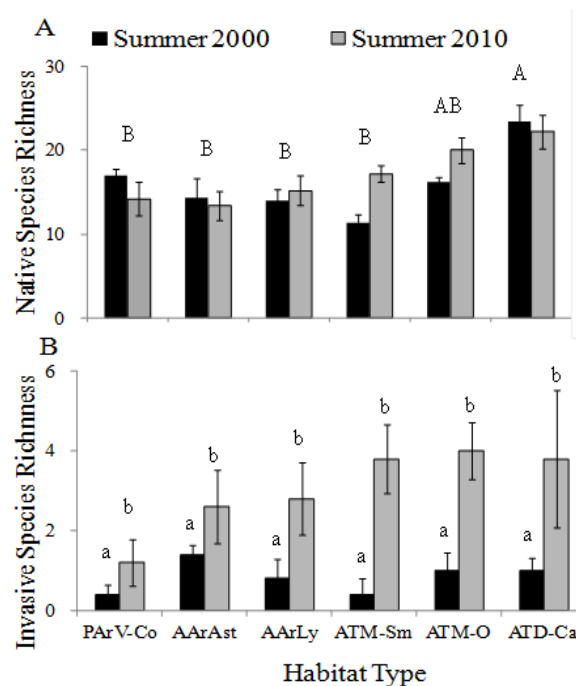 A
Summer 2000 Summer 2010
Native Species Richness
30
20
10
0
B B B B AB A
B
Invasive Species Richness
6
4
2
0
a b a b a b a b a b a b
PArV-Co AArAst AArLy ATM-Sm ATM-O ATD-Ca
Habitat Type